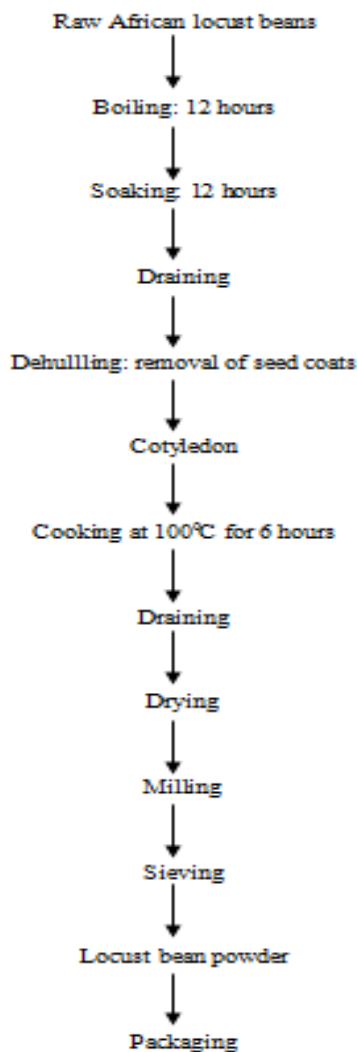 Raw African locust beans
Boiling: 12 hours
Soaking: 12 hours
Draining
Dehullling: removal of seed coats
Cotyledon
Cooking at 100°C for 6 hours
Draining
Drying
Milling
Sieving
Locust bean powder
Packaging